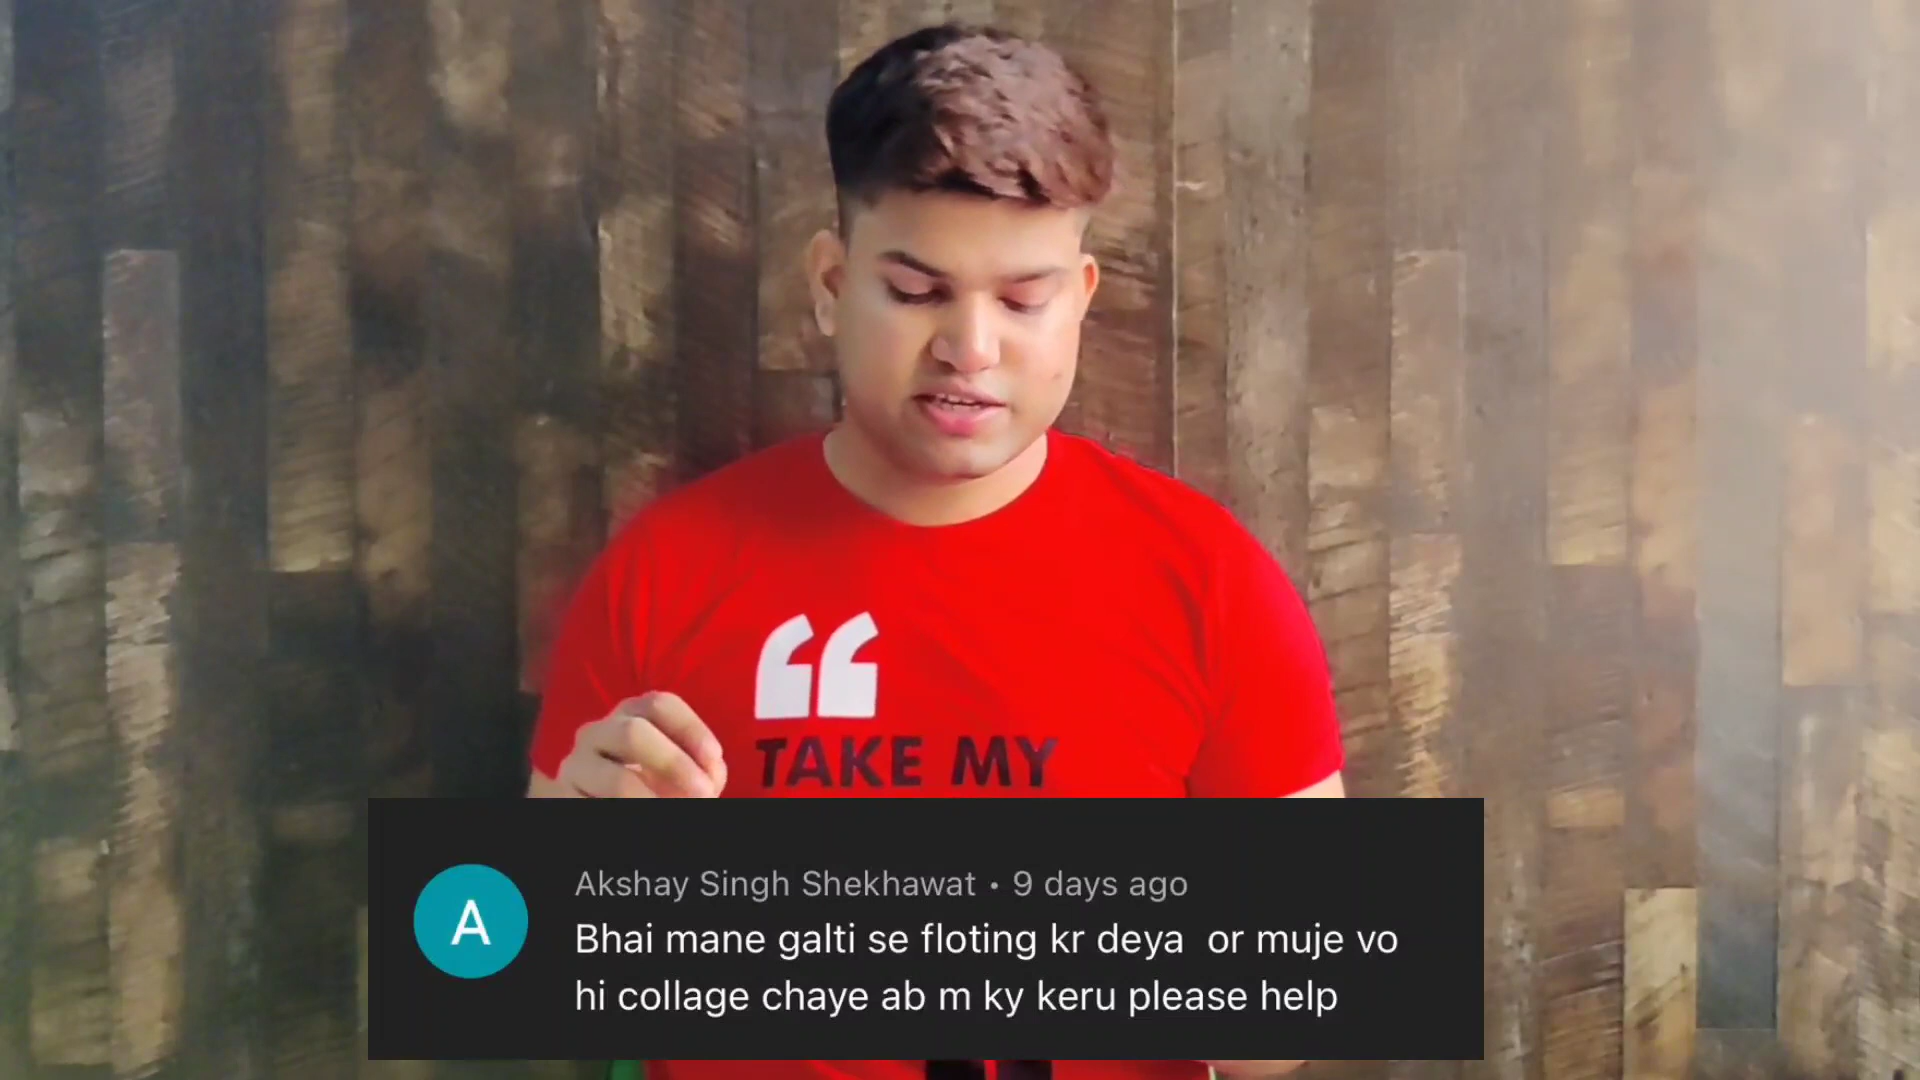 ❝
TAKE MY
A
Akshay Singh Shekhawat • 9 days ago
Bhai mane galti se floting kr deya or muje vo
hi collage chaye ab m ky keru please help